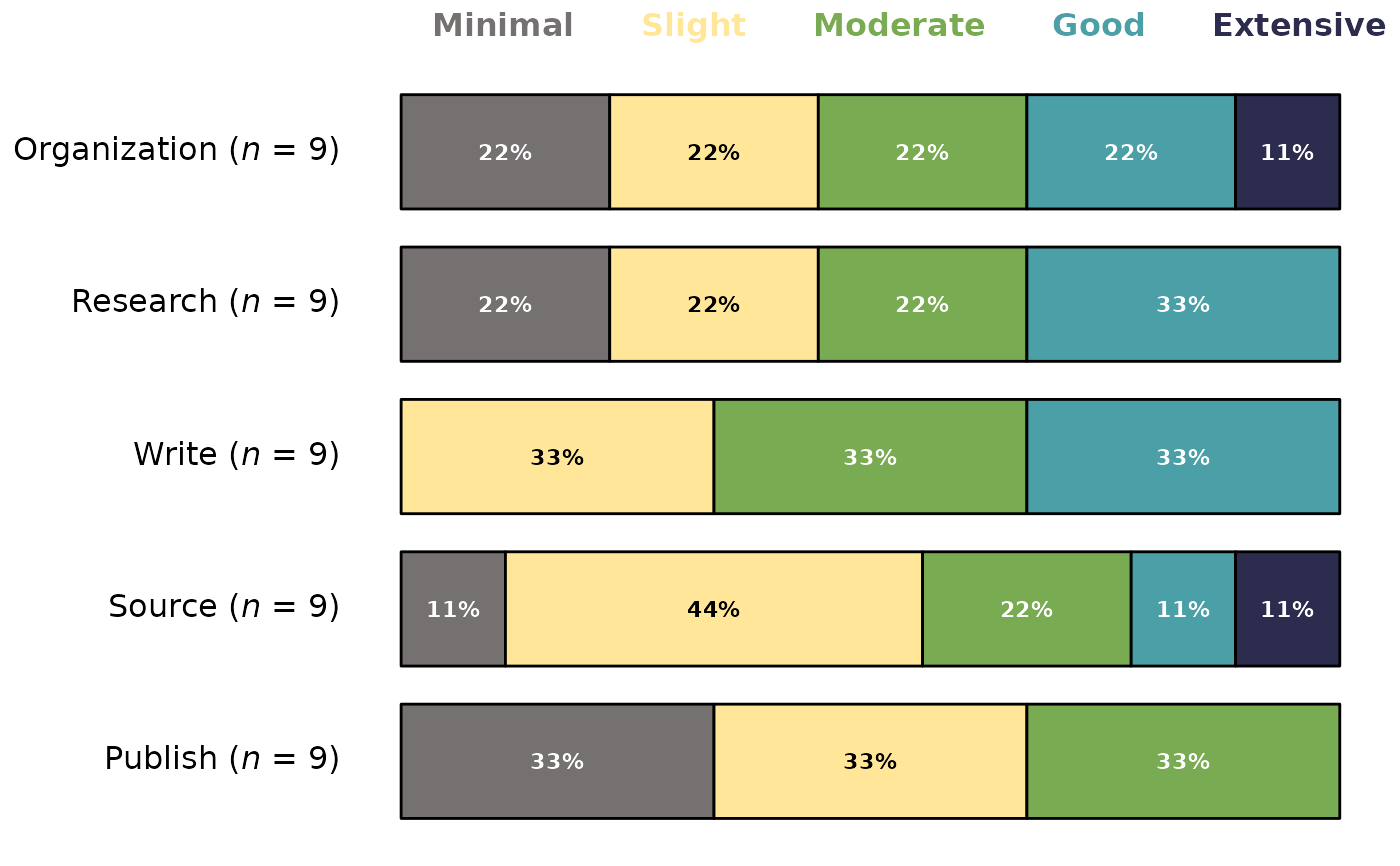 Minimal Slight Moderate Good Extensive
Organization (n = 9) 22% 22% 22% 22% 11%
Research (n = 9) 22% 22% 22% 33%
Write (n = 9) 33% 33% 33%
Source (n = 9) 11% 44% 22% 11% 11%
Publish (n = 9) 33% 33% 33%